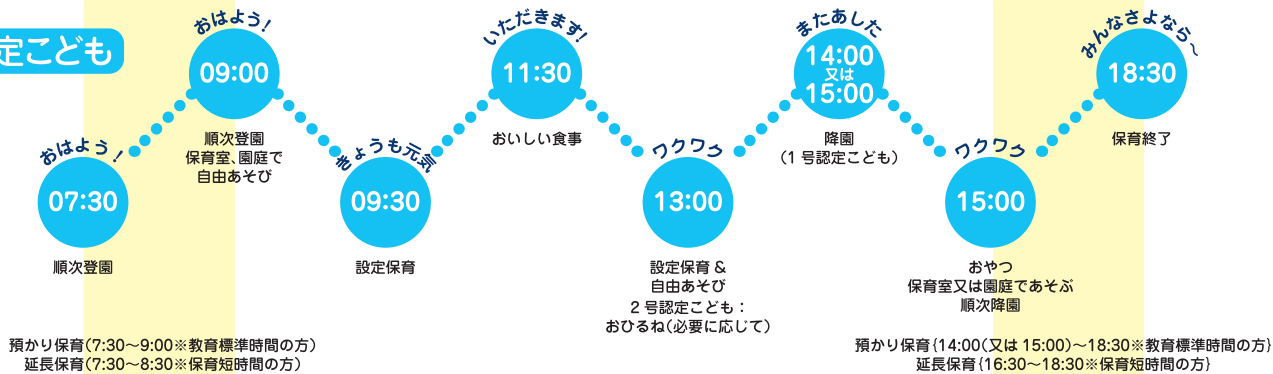 定こども
おはよう！
07:30
順次登園
おはよう！
09:00
順次登園
保育室、園庭で
自由あそび
きょうも元気
09:30
設定保育
いただきます！
11:30
おいしい食事
ワクワク
13:00
設定保育 &
自由あそび
2号認定こども：
おひるね（必要に応じて）
またあした
14:00
又は
15:00
降園
（1号認定こども）
ワクワク
15:00
おやつ
保育室又は園庭であそぶ
順次降園
みんなさよなら〜
18:30
保育終了
預かり保育（7:30〜9:00※教育標準時間の方）
延長保育（7:30〜8:30※保育短時間の方）
預かり保育｛14:00（又は15:00）〜18:30※教育標準時間の方｝
延長保育｛16:30〜18:30※保育短時間の方｝